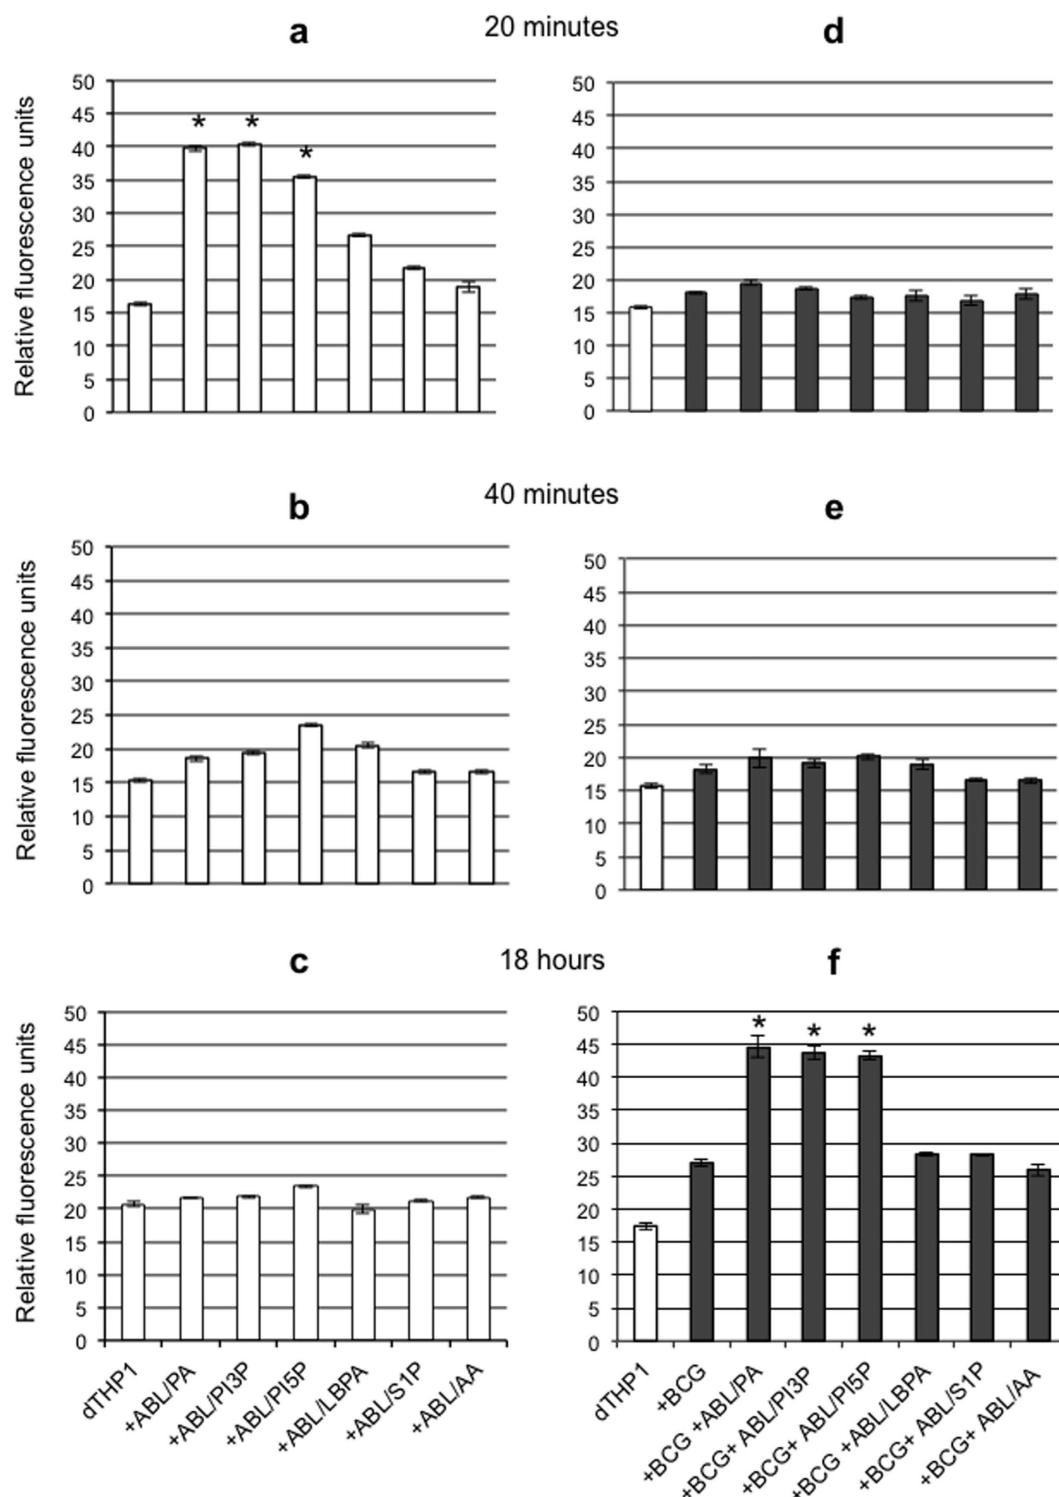 20 minutes
a
d
Relative fluorescence units
50
45
40
35
30
25
20
15
10
5
0
* * *
50
45
40
35
30
25
20
15
10
5
0
40 minutes
b
e
Relative fluorescence units
50
45
40
35
30
25
20
15
10
5
0
50
45
40
35
30
25
20
15
10
5
0
18 hours
c
f
Relative fluorescence units
50
45
40
35
30
25
20
15
10
5
0
dTHP1
+ABL/PA
+ABL/PI3P
+ABL/PI5P
+ABL/LBPA
+ABL/S1P
+ABL/AA
50
45
40
35
30
25
20
15
10
5
0
* * *
dTHP1
+BCG
+BCG +ABL/PA
+BCG+ ABL/PI3P
+BCG+ ABL/PI5P
+BCG +ABL/LBPA
+BCG+ ABL/S1P
+BCG+ ABL/AA